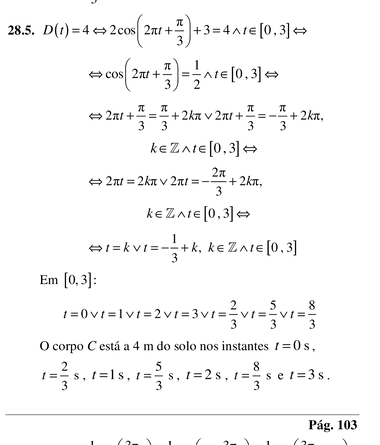 28.5. D(t) = 4 ⇔ 2cos(2πt + π/3) + 3 = 4 ∧ t ∈ [0, 3] ⇔
⇔ cos(2πt + π/3) = 1/2 ∧ t ∈ [0, 3] ⇔
⇔ 2πt + π/3 = π/3 + 2kπ ∨ 2πt + π/3 = −π/3 + 2kπ,
k ∈ ℤ ∧ t ∈ [0, 3] ⇔
⇔ 2πt = 2kπ ∨ 2πt = −2π/3 + 2kπ,
k ∈ ℤ ∧ t ∈ [0, 3] ⇔
⇔ t = k ∨ t = −1/3 + k, k ∈ ℤ ∧ t ∈ [0, 3]
Em [0, 3]:
t = 0 ∨ t = 1 ∨ t = 2 ∨ t = 3 ∨ t = 2/3 ∨ t = 5/3 ∨ t = 8/3
O corpo C está a 4 m do solo nos instantes t = 0 s,
t = 2/3 s, t = 1 s, t = 5/3 s, t = 2 s, t = 8/3 s e t = 3 s.
Pág. 103